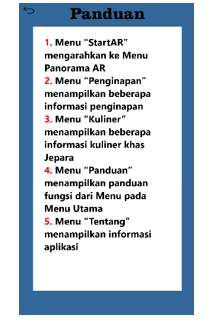 Panduan
1. Menu “StartAR”
mengarahkan ke Menu
Panorama AR
2. Menu “Penginapan”
menampilkan beberapa
informasi penginapan
3. Menu “Kuliner”
menampilkan beberapa
informasi kuliner khas
Jepara
4. Menu “Panduan”
menampilkan panduan
fungsi dari Menu pada
Menu Utama
5. Menu “Tentang”
menampilkan informasi
aplikasi